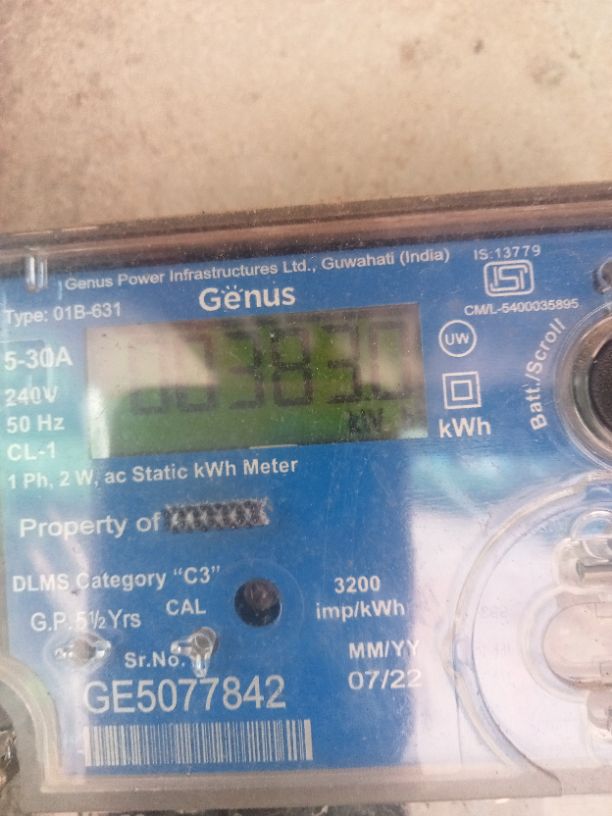 Genus Power Infrastructures Ltd., Guwahati (India)
IS:13779
Type: 01B-631
Genus
CM/L-5400035895
5-30A
240V
50 Hz
CL-1
UW
kWh
Batt./Scroll
1 Ph, 2 W, ac Static kWh Meter
Property of
DLMS Category "C3"
3200
imp/kWh
G.P.5½Yrs
CAL
Sr.No.
MM/YY
07/22
GE5077842